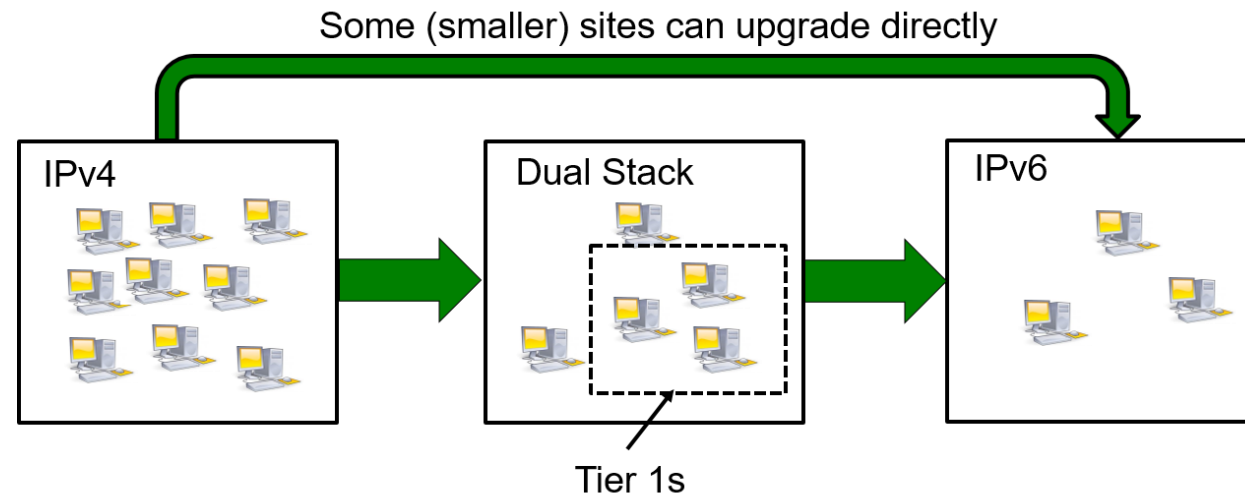 Some (smaller) sites can upgrade directly
IPv4
Dual Stack
IPv6
Tier 1s